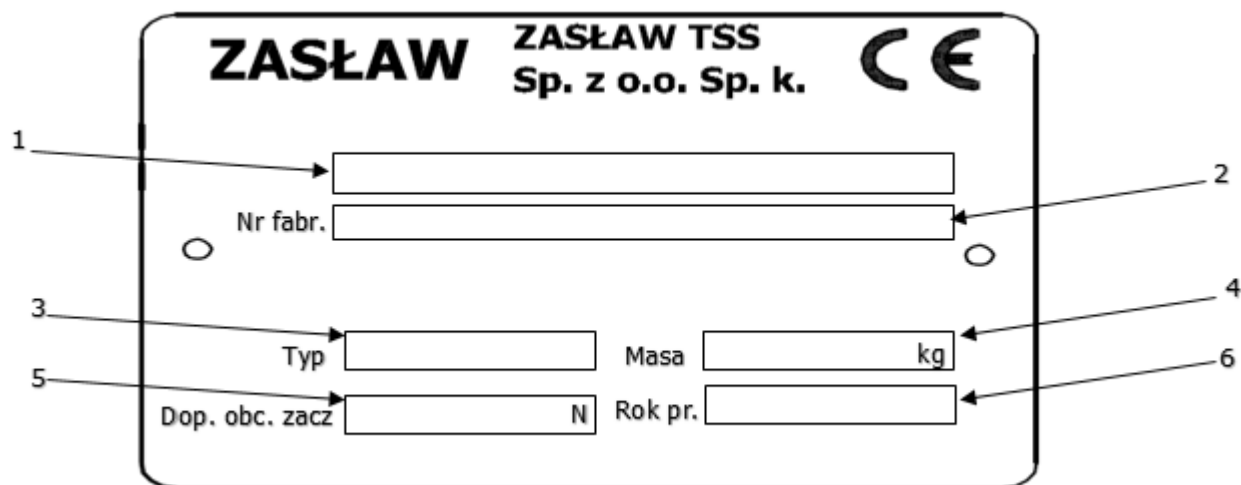 ZASŁAW
ZASŁAW TSS
Sp. z o.o. Sp. k.
CE
1
2
Nr fabr.
3
4
Typ
Masa
kg
5
6
Dop. obc. zacz
N
Rok pr.